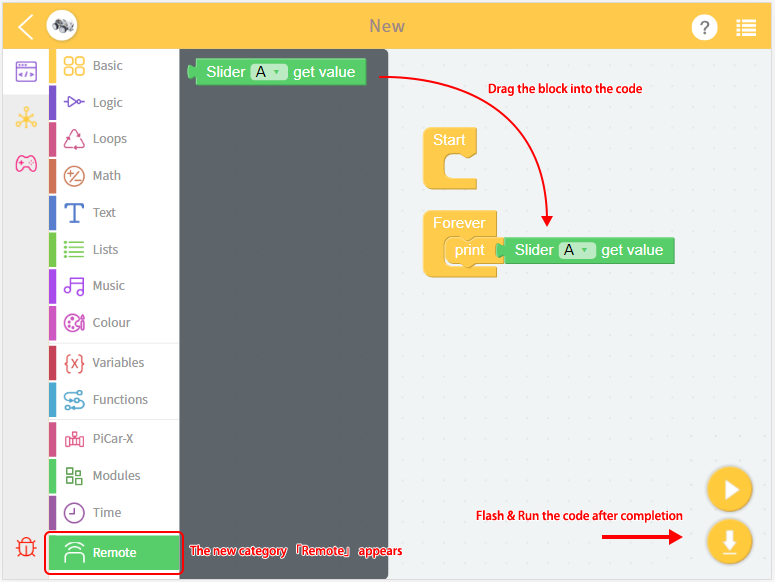 New
?
Basic
Logic
Loops
Math
Text
Lists
Music
Colour
Variables
Functions
PiCar-X
Modules
Time
Remote
Slider A get value
Drag the block into the code
Start
Forever
print Slider A get value
Flash & Run the code after completion
The new category 「Remote」 appears